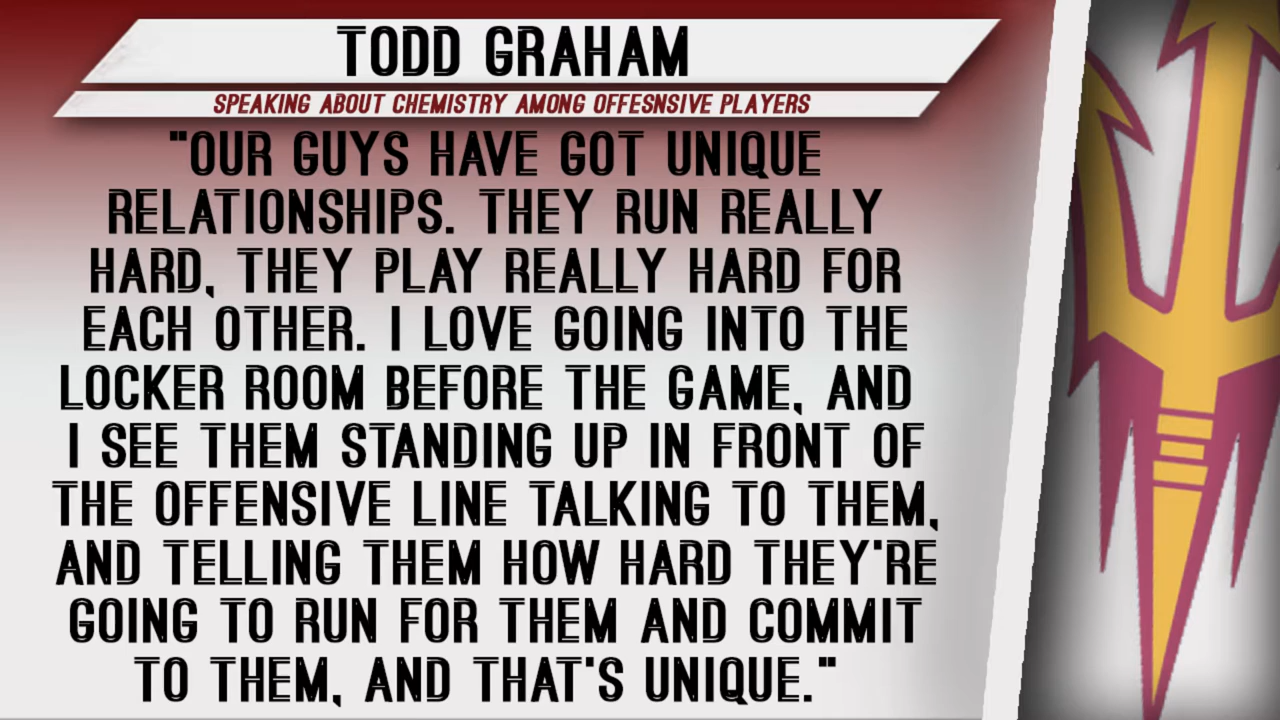 TODD GRAHAM
SPEAKING ABOUT CHEMISTRY AMONG OFFESNSIVE PLAYERS
"OUR GUYS HAVE GOT UNIQUE
RELATIONSHIPS. THEY RUN REALLY
HARD, THEY PLAY REALLY HARD FOR
EACH OTHER. I LOVE GOING INTO THE
LOCKER ROOM BEFORE THE GAME, AND
I SEE THEM STANDING UP IN FRONT OF
THE OFFENSIVE LINE TALKING TO THEM,
AND TELLING THEM HOW HARD THEY'RE
GOING TO RUN FOR THEM AND COMMIT
TO THEM, AND THAT'S UNIQUE."